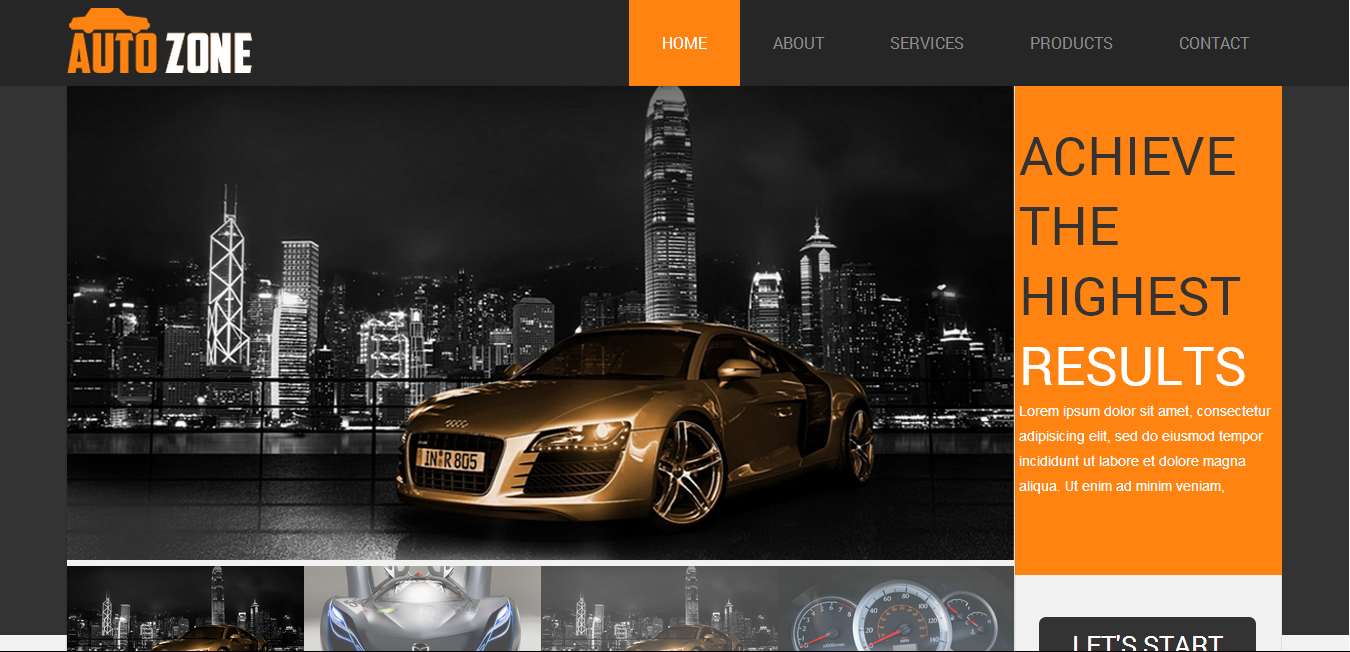 AUTO ZONE
HOME
ABOUT
SERVICES
PRODUCTS
CONTACT
ACHIEVE
THE
HIGHEST
RESULTS
Lorem ipsum dolor sit amet, consectetur
adipisicing elit, sed do eiusmod tempor
incididunt ut labore et dolore magna
aliqua. Ut enim ad minim veniam,
IN·R 805
LET'S START